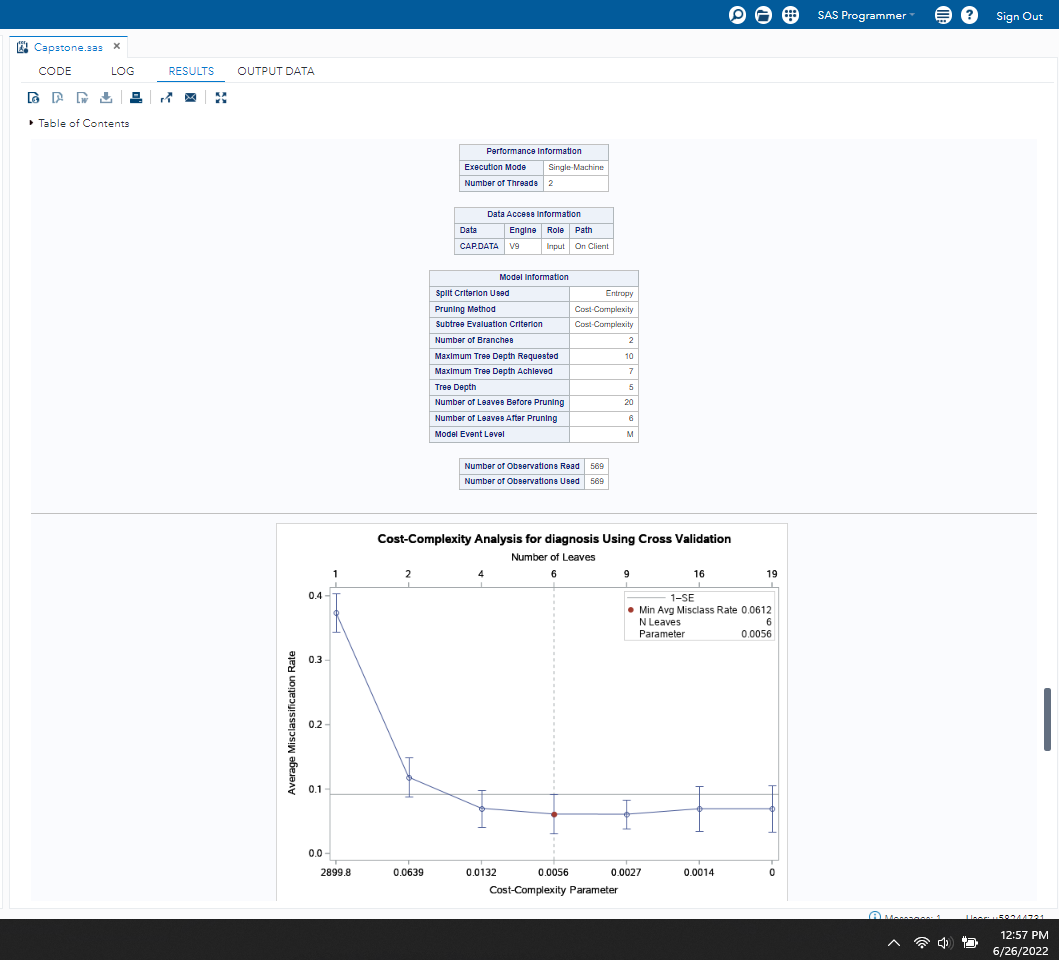 SAS Programmer
Sign Out
Capstone.sas ×
CODE LOG RESULTS OUTPUT DATA
Table of Contents
Performance Information
Execution Mode Single-Machine
Number of Threads 2
Data Access Information
Data Engine Role Path
CAP.DATA V9 Input On Client
Model Information
Split Criterion Used Entropy
Pruning Method Cost-Complexity
Subtree Evaluation Criterion Cost-Complexity
Number of Branches 2
Maximum Tree Depth Requested 10
Maximum Tree Depth Achieved 7
Tree Depth 5
Number of Leaves Before Pruning 20
Number of Leaves After Pruning 6
Model Event Level M
Number of Observations Read 569
Number of Observations Used 569
Cost-Complexity Analysis for diagnosis Using Cross Validation
Number of Leaves
1 2 4 6 9 16 19
1-SE
Min Avg Misclass Rate 0.0612
N Leaves 6
Parameter 0.0056
Average Misclassification Rate
0.4
0.3
0.2
0.1
0.0
2899.8 0.0639 0.0132 0.0056 0.0027 0.0014 0
Cost-Complexity Parameter
Messages: 1 User: u58244731
12:57 PM
6/26/2022